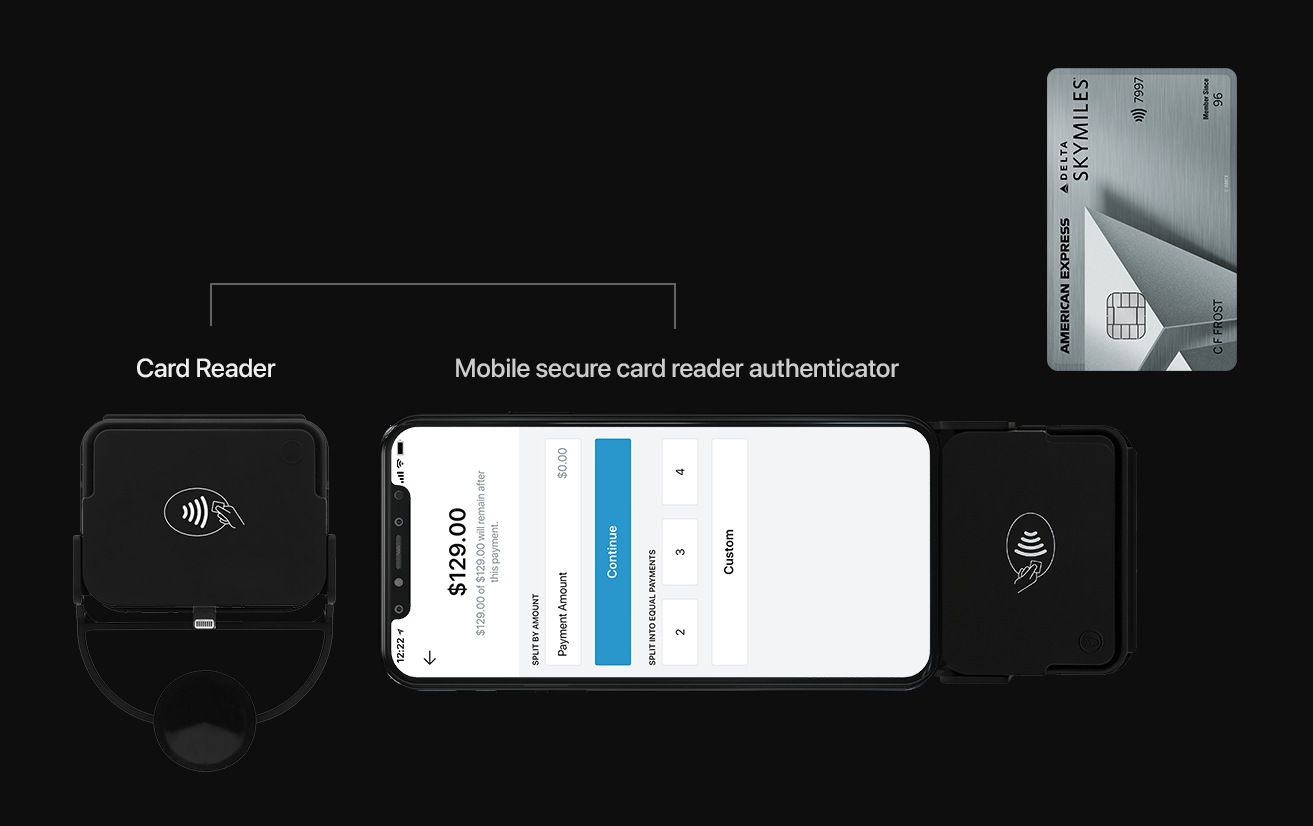 DELTA
SKYMILES
7997
Member Since
96
AMERICAN EXPRESS
C F FROST
Card Reader
Mobile secure card reader authenticator
12:22
$129.00
$129.00 of $129.00 will remain after
this payment.
SPLIT BY AMOUNT
Payment Amount
$0.00
Continue
SPLIT INTO EQUAL PAYMENTS
2
3
4
Custom